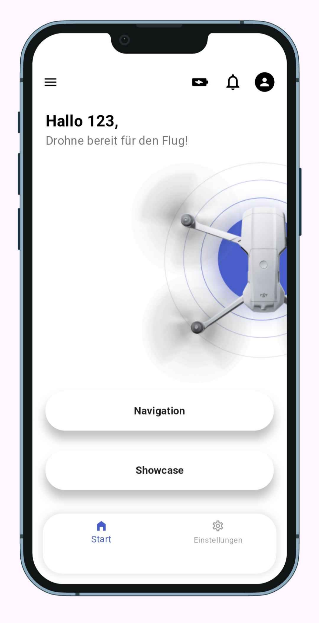 Hallo 123,
Drohne bereit für den Flug!
Navigation
Showcase
Start
Einstellungen